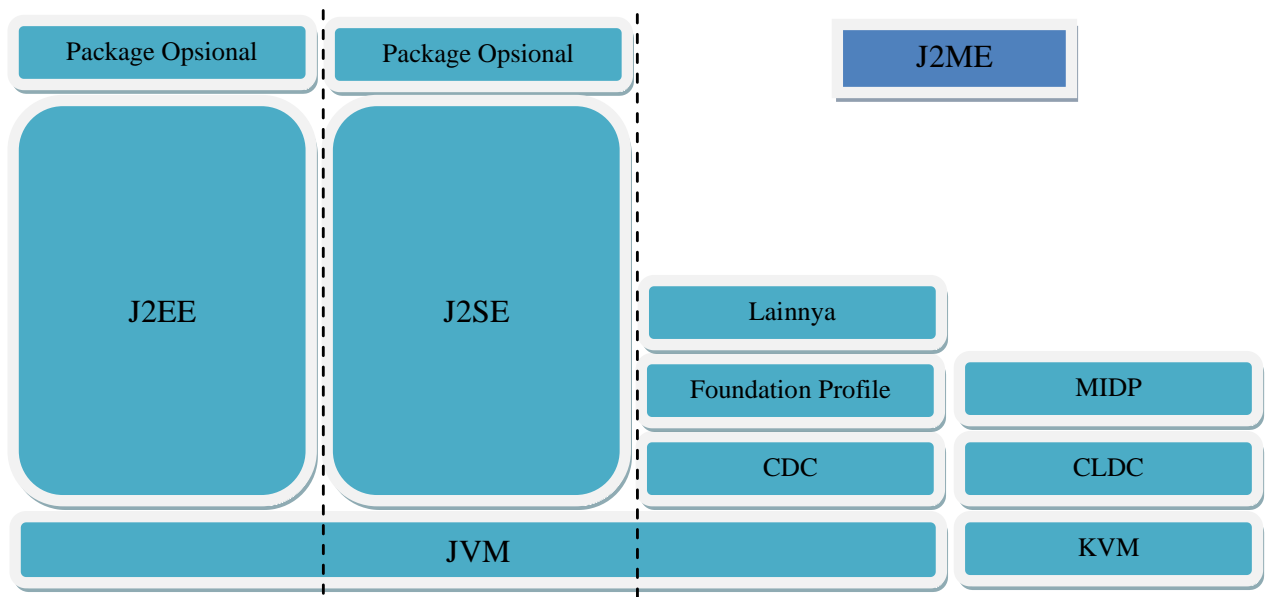 Package Opsional
Package Opsional
J2ME
J2EE
J2SE
Lainnya
Foundation Profile
MIDP
CDC
CLDC
JVM
KVM